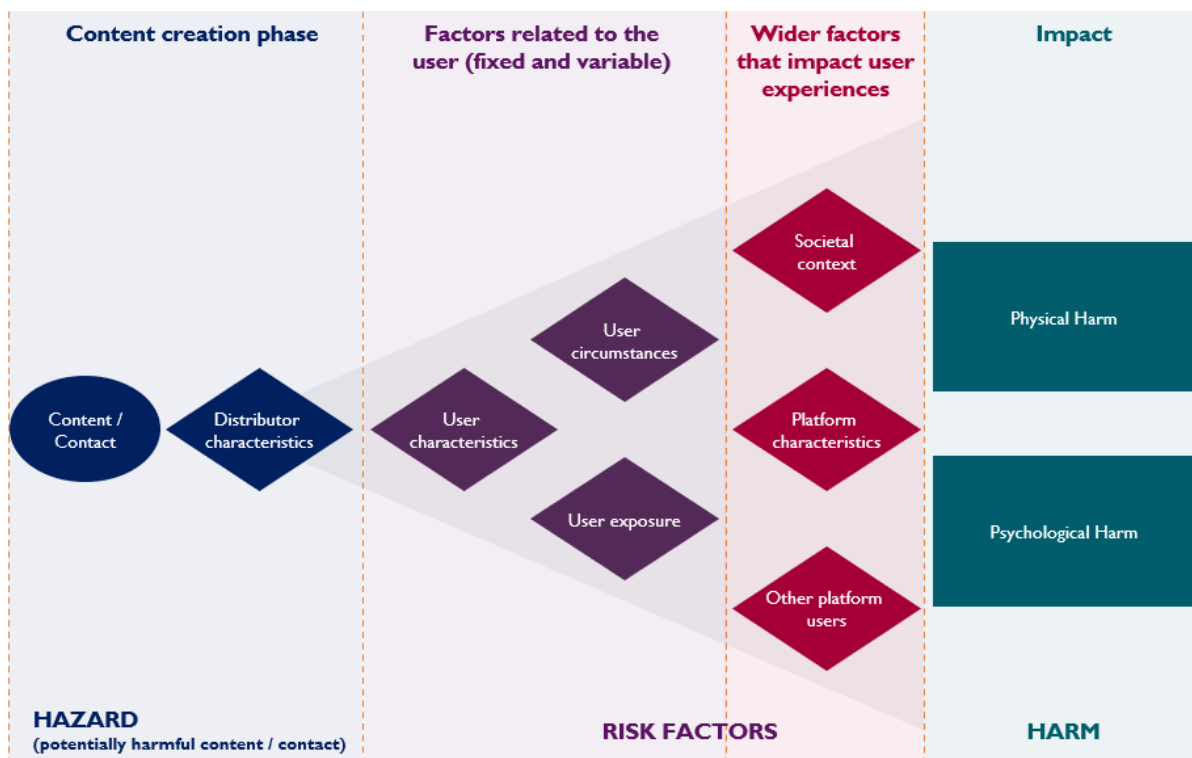 Content creation phase
Factors related to the
user (fixed and variable)
Wider factors
that impact user
experiences
Impact
Content /
Contact
Distributor
characteristics
User
characteristics
User
circumstances
User exposure
Societal
context
Platform
characteristics
Other platform
users
Physical Harm
Psychological Harm
HAZARD
(potentially harmful content / contact)
RISK FACTORS
HARM